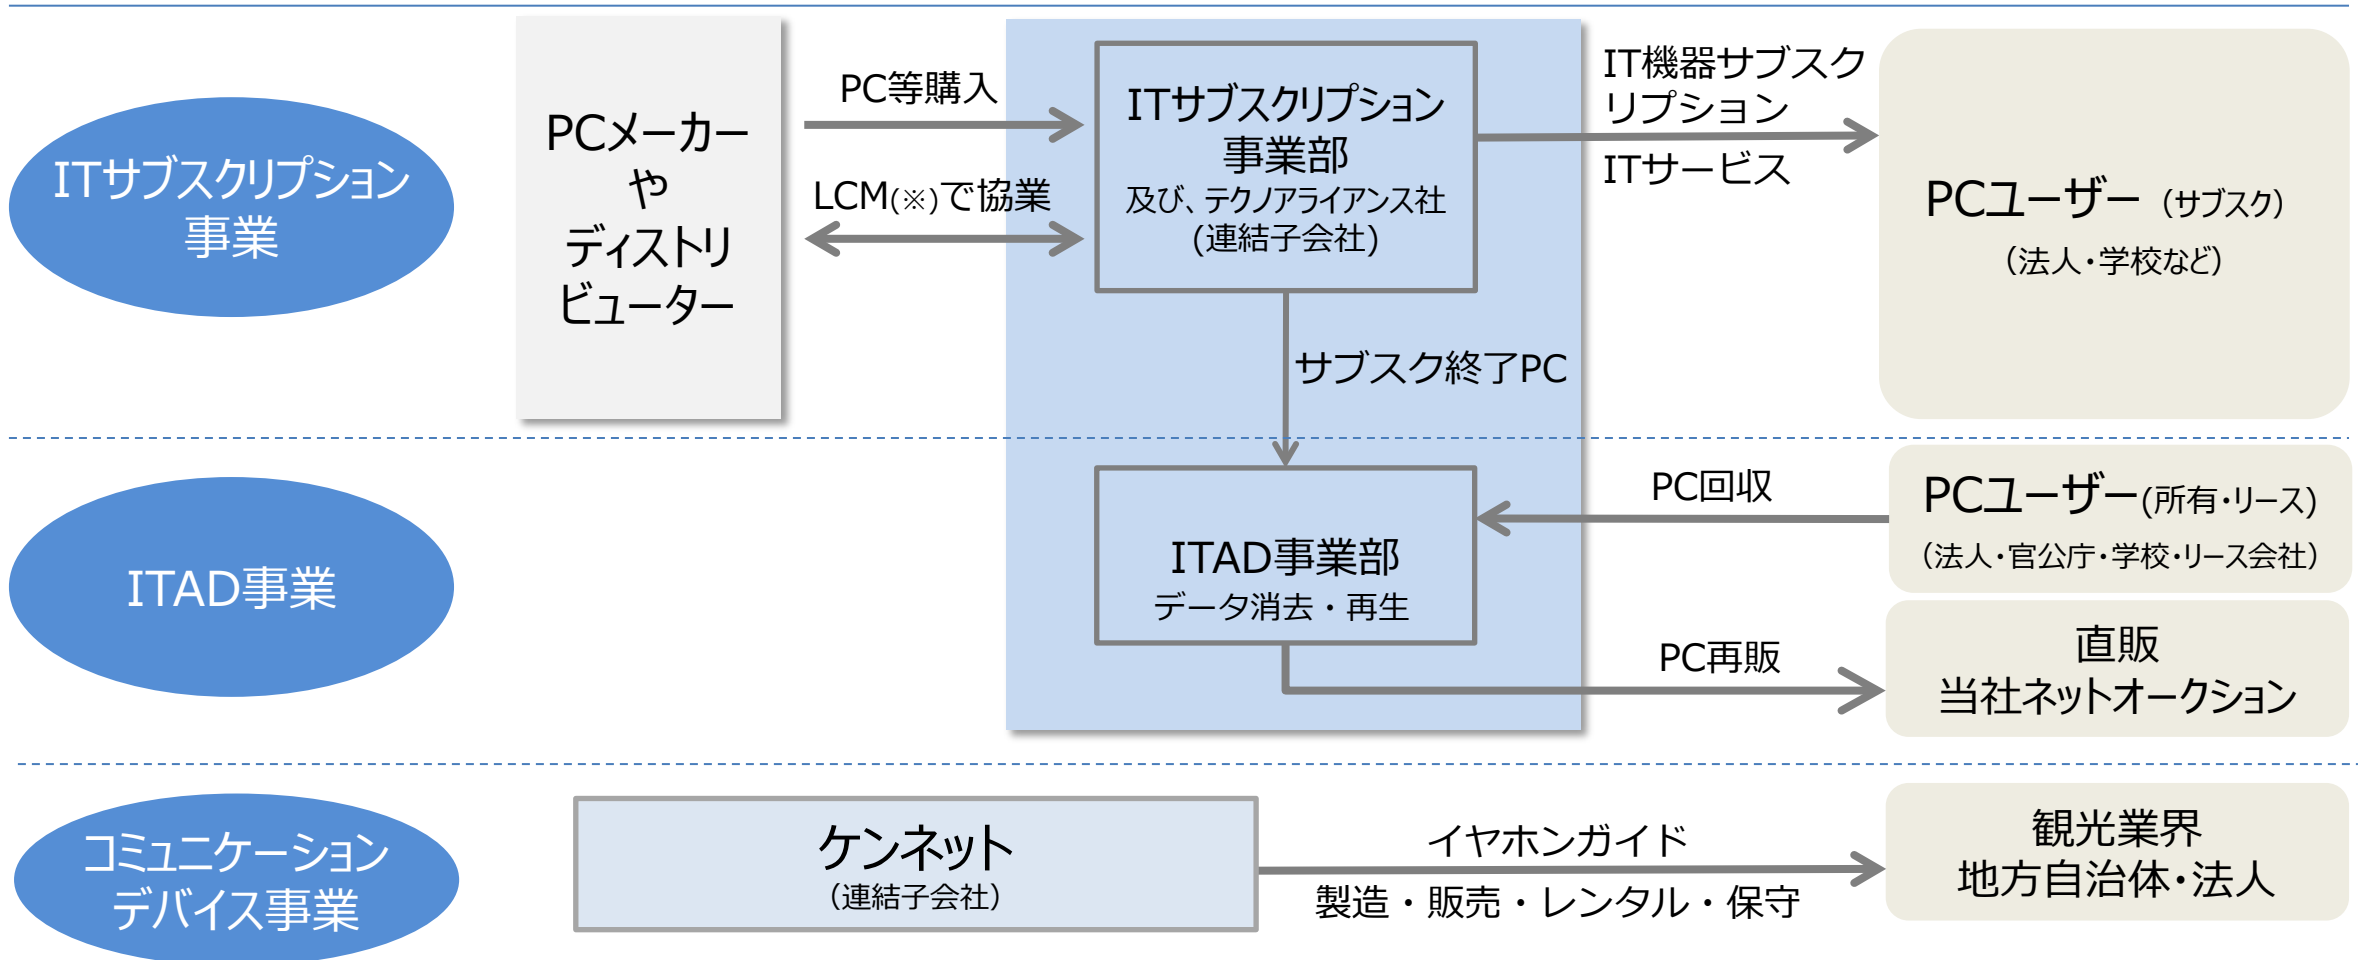 ITサブスクリプション
事業
PCメーカー
や
ディストリ
ビューター
PC等購入
LCM(※)で協業
ITサブスクリプション
事業部
及び、テクノアライアンス社
(連結子会社)
IT機器サブスク
リプション
ITサービス
PCユーザー（サブスク）
（法人・学校など）
サブスク終了PC
ITAD事業
ITAD事業部
データ消去・再生
PC回収
PCユーザー(所有・リース)
（法人・官公庁・学校・リース会社）
PC再販
直販
当社ネットオークション
コミュニケーション
デバイス事業
ケンネット
（連結子会社）
イヤホンガイド
製造・販売・レンタル・保守
観光業界
地方自治体・法人